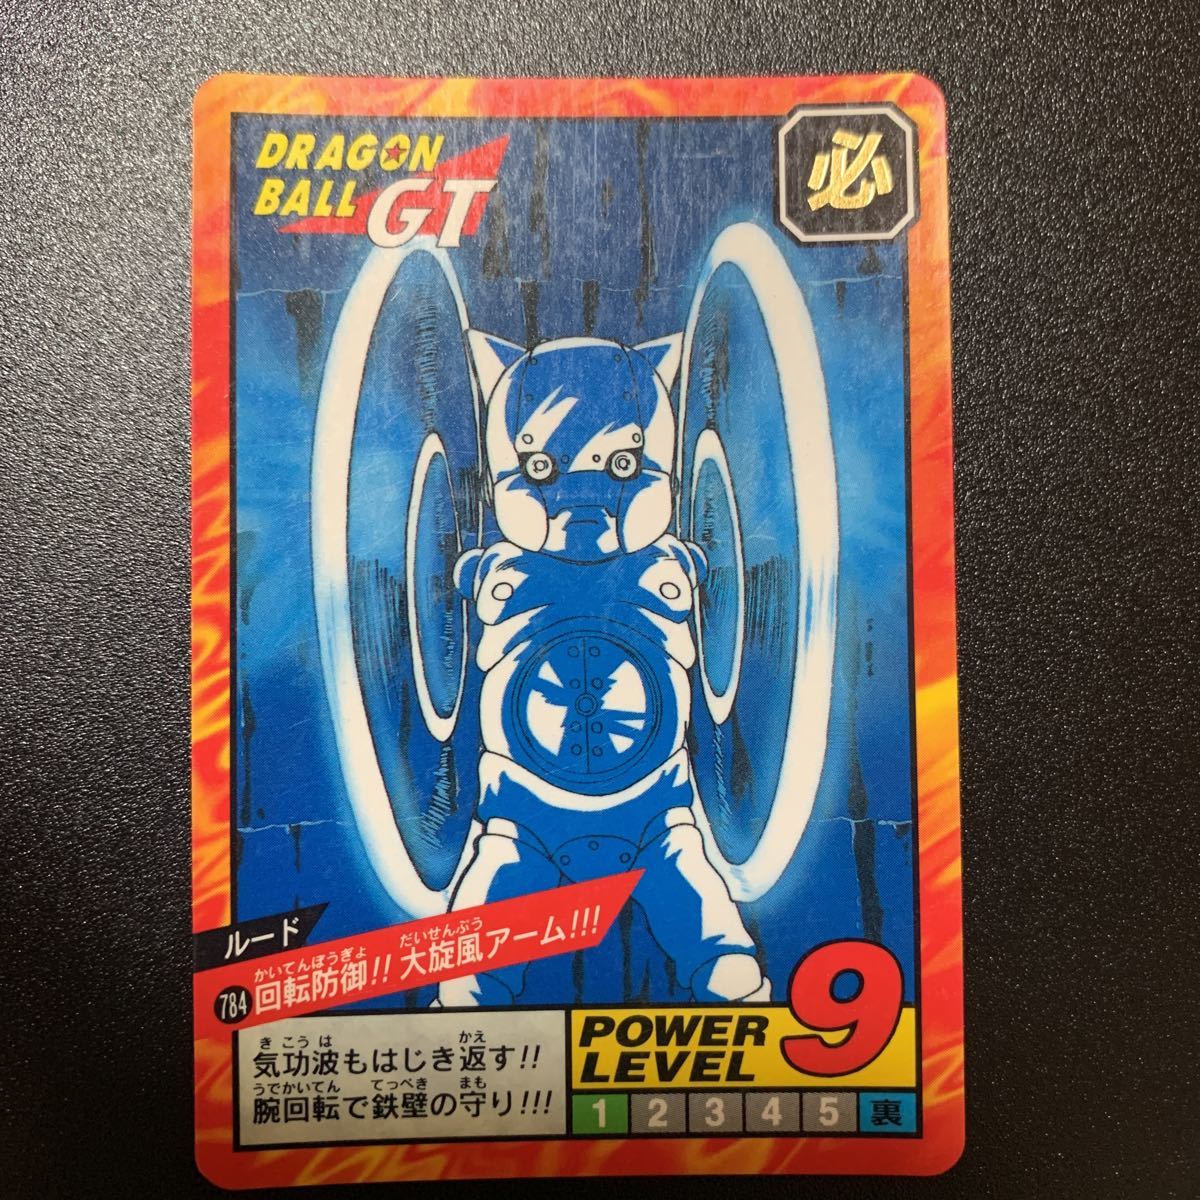 DRAGON
BALL GT
必
ルード
かいてんぼうぎょ だいせんぷう
784 回転防御!! 大旋風アーム!!!
き こう は かえ
気功波もはじき返す!!
うでかいてん てっぺき まも
腕回転で鉄壁の守り!!!
POWER
LEVEL 9
1 2 3 4 5 裏